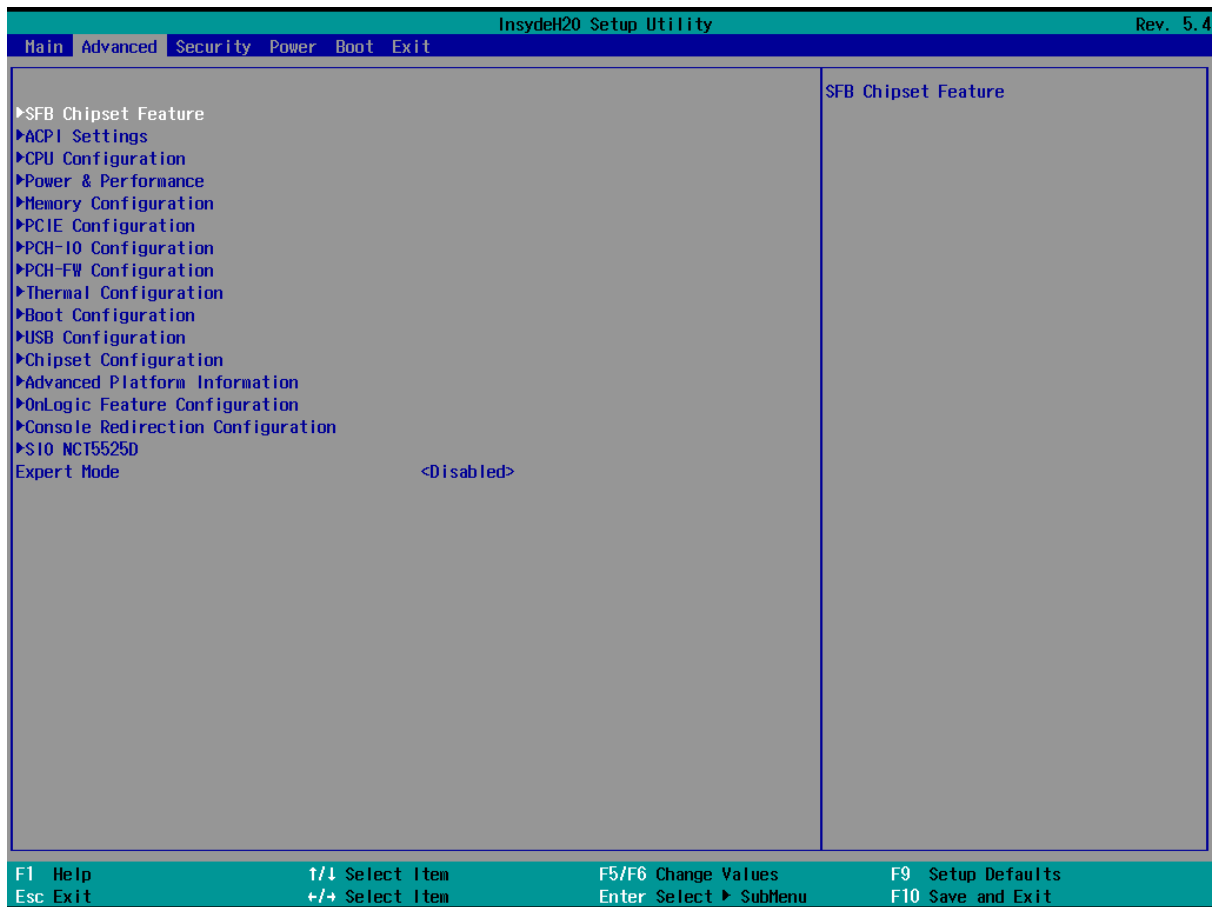 InsydeH20 Setup Utility Rev. 5.4
Main Advanced Security Power Boot Exit
SFB Chipset Feature
▶SFB Chipset Feature
▶ACPI Settings
▶CPU Configuration
▶Power & Performance
▶Memory Configuration
▶PCIE Configuration
▶PCH-IO Configuration
▶PCH-FW Configuration
▶Thermal Configuration
▶Boot Configuration
▶USB Configuration
▶Chipset Configuration
▶Advanced Platform Information
▶OnLogic Feature Configuration
▶Console Redirection Configuration
▶SIO NCT5525D
Expert Mode <Disabled>
F1 Help ↑/↓ Select Item F5/F6 Change Values F9 Setup Defaults
Esc Exit ←/→ Select Item Enter Select ▶ SubMenu F10 Save and Exit